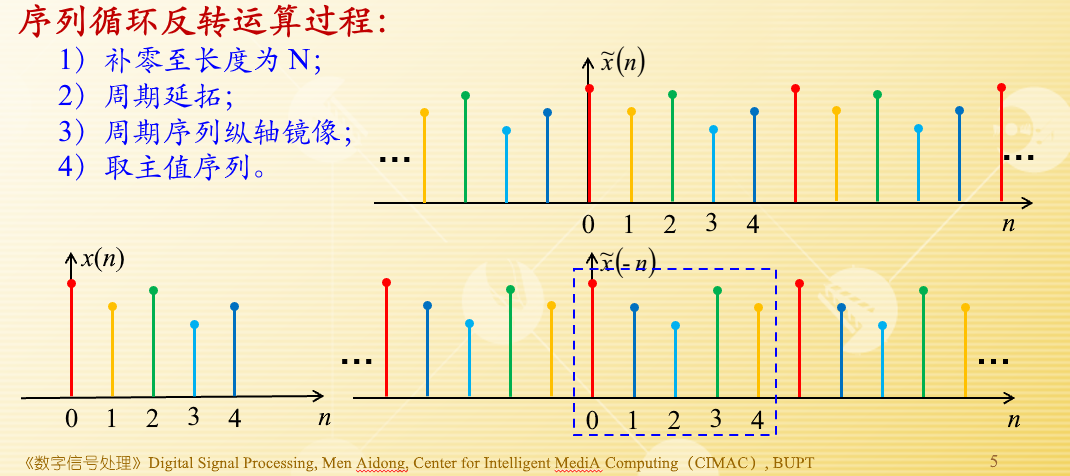 序列循环反转运算过程:
1）补零至长度为 N；
2）周期延拓；
3）周期序列纵轴镜像；
4）取主值序列。
x̃(n)
...
...
0 1 2 3 4 n
x(n)
0 1 2 3 4 n
x̃(- n)
...
...
0 1 2 3 4 n
《数字信号处理》Digital Signal Processing, Men Aidong, Center for Intelligent MediA Computing（CIMAC）, BUPT
5